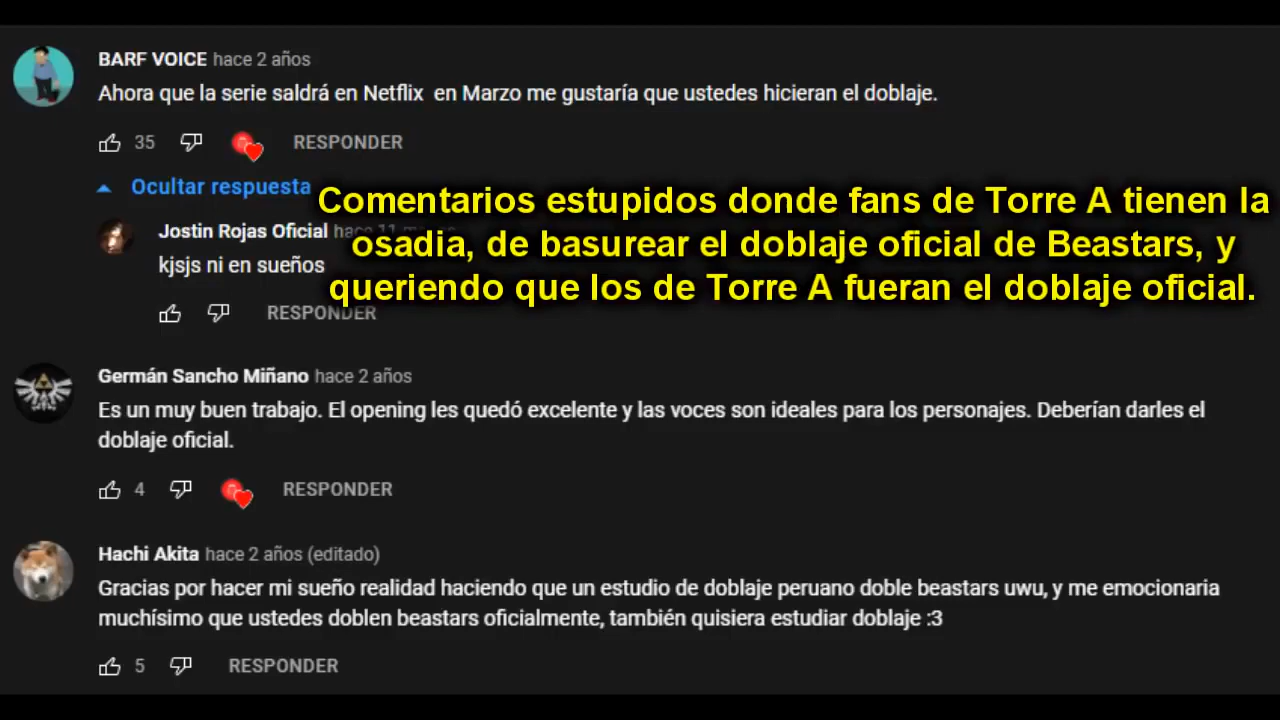 BARF VOICE hace 2 años
Ahora que la serie saldrá en Netflix en Marzo me gustaría que ustedes hicieran el doblaje.
35 RESPONDER
Ocultar respuesta
Comentarios estupidos donde fans de Torre A tienen la
osadia, de basurear el doblaje oficial de Beastars, y
queriendo que los de Torre A fueran el doblaje oficial.
Jostin Rojas Oficial hace 11
kjsjs ni en sueños
RESPONDER
Germán Sancho Miñano hace 2 años
Es un muy buen trabajo. El opening les quedó excelente y las voces son ideales para los personajes. Deberían darles el
doblaje oficial.
4 RESPONDER
Hachi Akita hace 2 años (editado)
Gracias por hacer mi sueño realidad haciendo que un estudio de doblaje peruano doble beastars uwu, y me emocionaria
muchísimo que ustedes doblen beastars oficialmente, también quisiera estudiar doblaje :3
5 RESPONDER